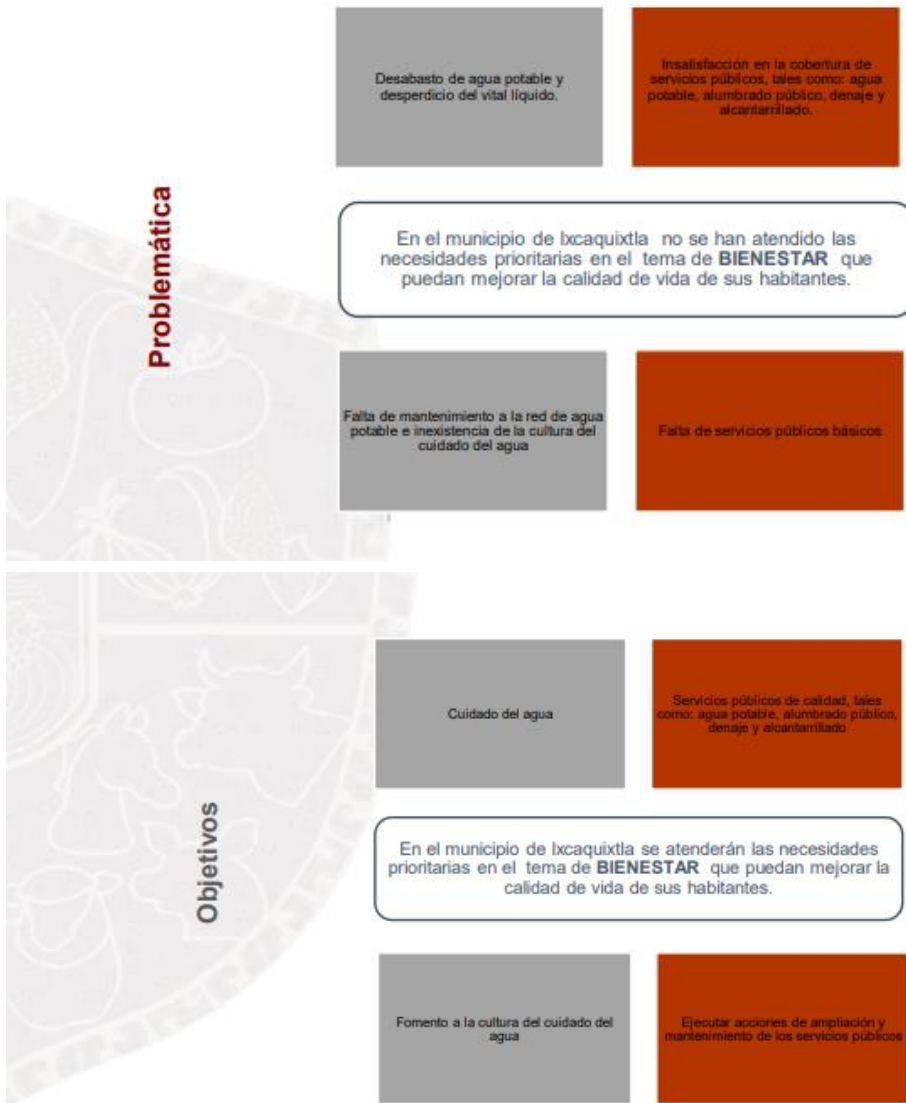 Desabasto de agua potable y
desperdicio del vital líquido.
Insatisfacción en la cobertura de
servicios públicos, tales como: agua
potable, alumbrado público, denaje y
alcantarrillado.
Problemática
En el municipio de Ixcaquixtla no se han atendido las
necesidades prioritarias en el tema de BIENESTAR que
puedan mejorar la calidad de vida de sus habitantes.
Falta de mantenimiento a la red de agua
potable e inexistencia de la cultura del
cuidado del agua
Falta de servicios públicos básicos
Cuidado del agua
Servicios públicos de calidad, tales
como: agua potable, alumbrado público,
denaje y alcantarrillado
Objetivos
En el municipio de Ixcaquixtla se atenderán las necesidades
prioritarias en el tema de BIENESTAR que puedan mejorar la
calidad de vida de sus habitantes.
Fomento a la cultura del cuidado del
agua
Ejecutar acciones de ampliación y
mantenimiento de los servicios públicos